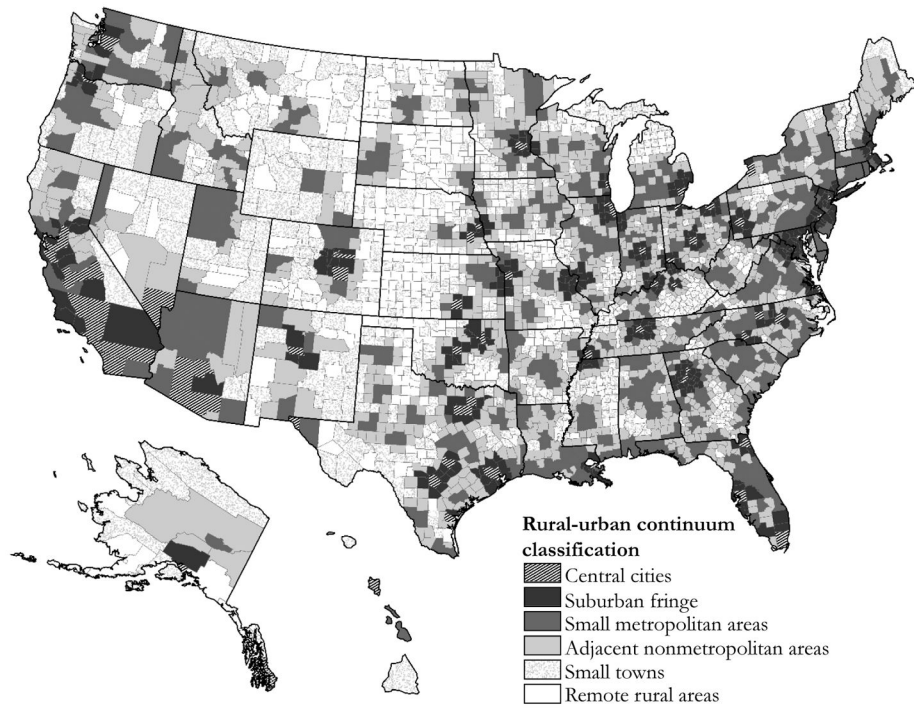 Rural-urban continuum
classification
Central cities
Suburban fringe
Small metropolitan areas
Adjacent nonmetropolitan areas
Small towns
Remote rural areas